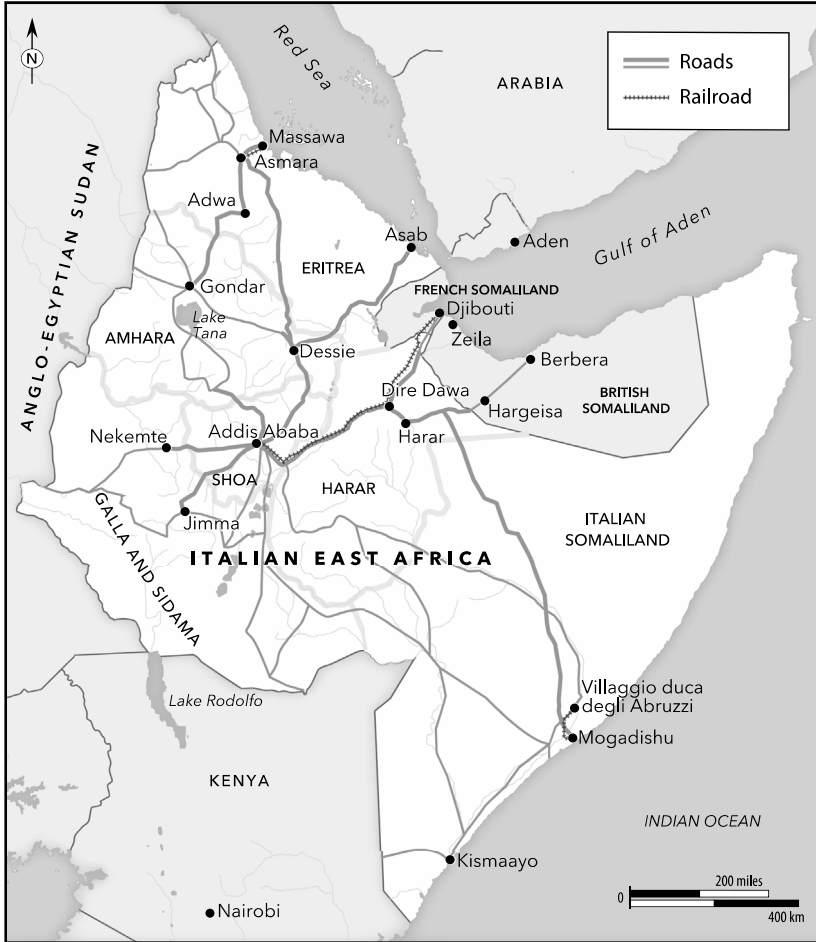 N
Red Sea
ARABIA
Roads
Railroad
Massawa
Asmara
ANGLO-EGYPTIAN SUDAN
Adwa
Asab
Aden
Gulf of Aden
ERITREA
Gondar
FRENCH SOMALILAND
Djibouti
Lake
Tana
Zeila
AMHARA
Dessie
Berbera
Dire Dawa
BRITISH
SOMALILAND
Hargeisa
Addis Ababa
Harar
Nekemte
SHOA
HARAR
Jimma
GALLA AND SIDAMA
ITALIAN
SOMALILAND
ITALIAN EAST AFRICA
Villaggio duca
degli Abruzzi
Lake Rodolfo
Mogadishu
KENYA
INDIAN OCEAN
Kismaayo
200 miles
0
400 km
Nairobi